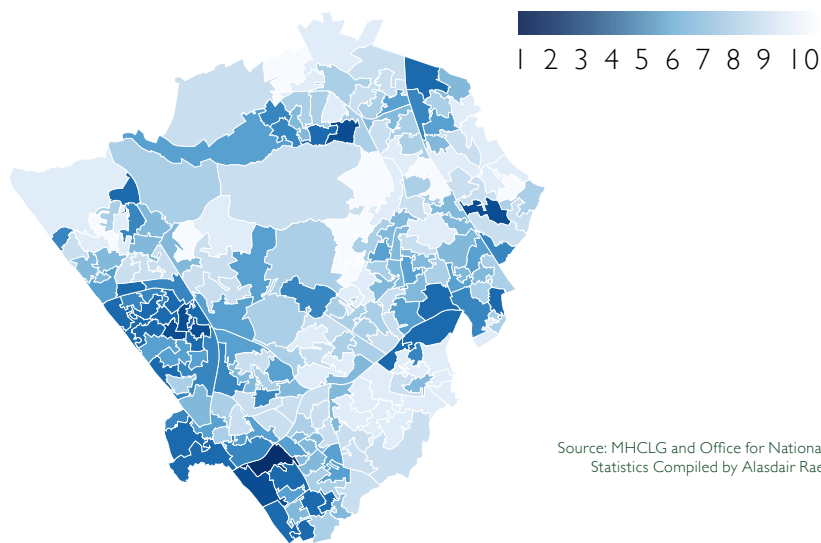 1 2 3 4 5 6 7 8 9 10
Source: MHCLG and Office for Nationa
Statistics Compiled by Alasdair Rae